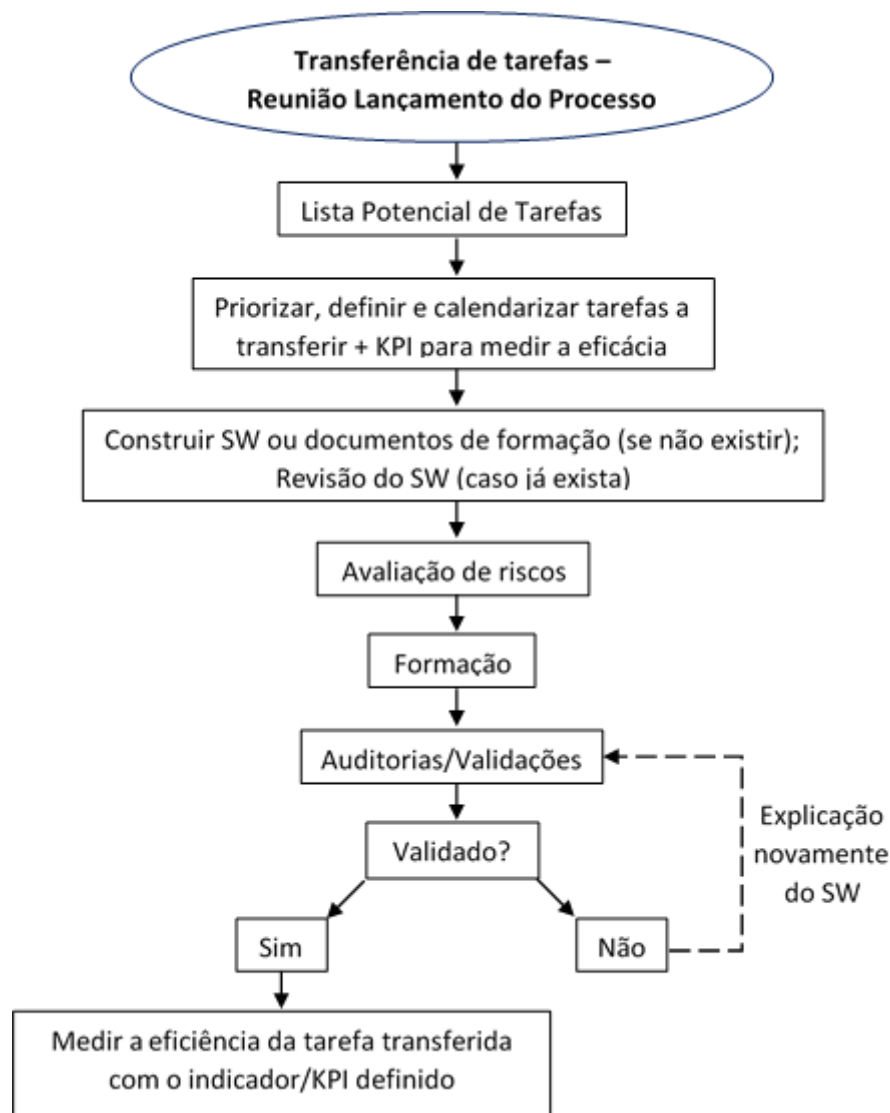 Transferência de tarefas –
Reunião Lançamento do Processo
Lista Potencial de Tarefas
Priorizar, definir e calendarizar tarefas a
transferir + KPI para medir a eficácia
Construir SW ou documentos de formação (se não existir);
Revisão do SW (caso já exista)
Avaliação de riscos
Formação
Auditorias/Validações
Validado?
Explicação
novamente
do SW
Sim
Não
Medir a eficiência da tarefa transferida
com o indicador/KPI definido